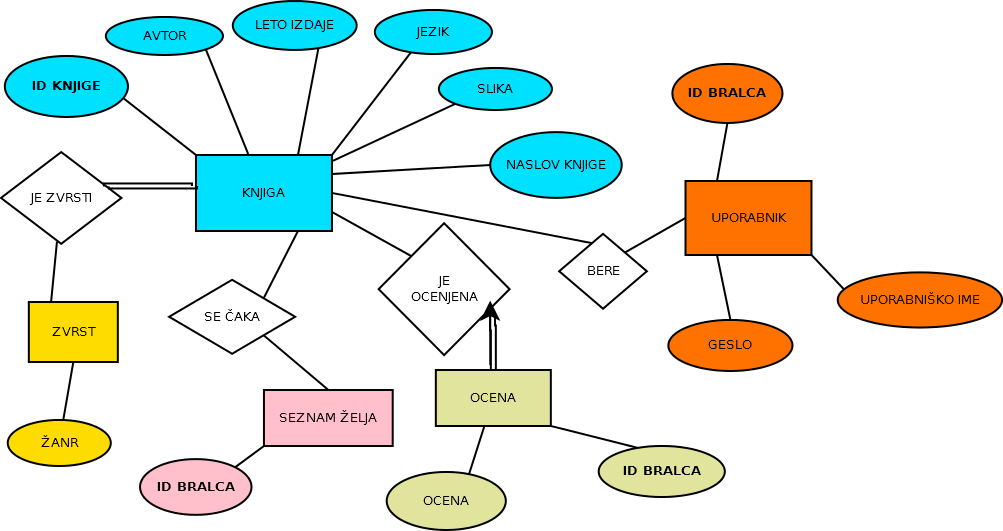 LETO IZDAJE
JEZIK
AVTOR
ID KNJIGE
SLIKA
ID BRALCA
NASLOV KNJIGE
JE ZVRSTI
KNJIGA
UPORABNIK
BERE
JE
OCENJENA
UPORABNIŠKO IME
SE ČAKA
ZVRST
GESLO
OCENA
SEZNAM ŽELJA
ŽANR
ID BRALCA
ID BRALCA
OCENA